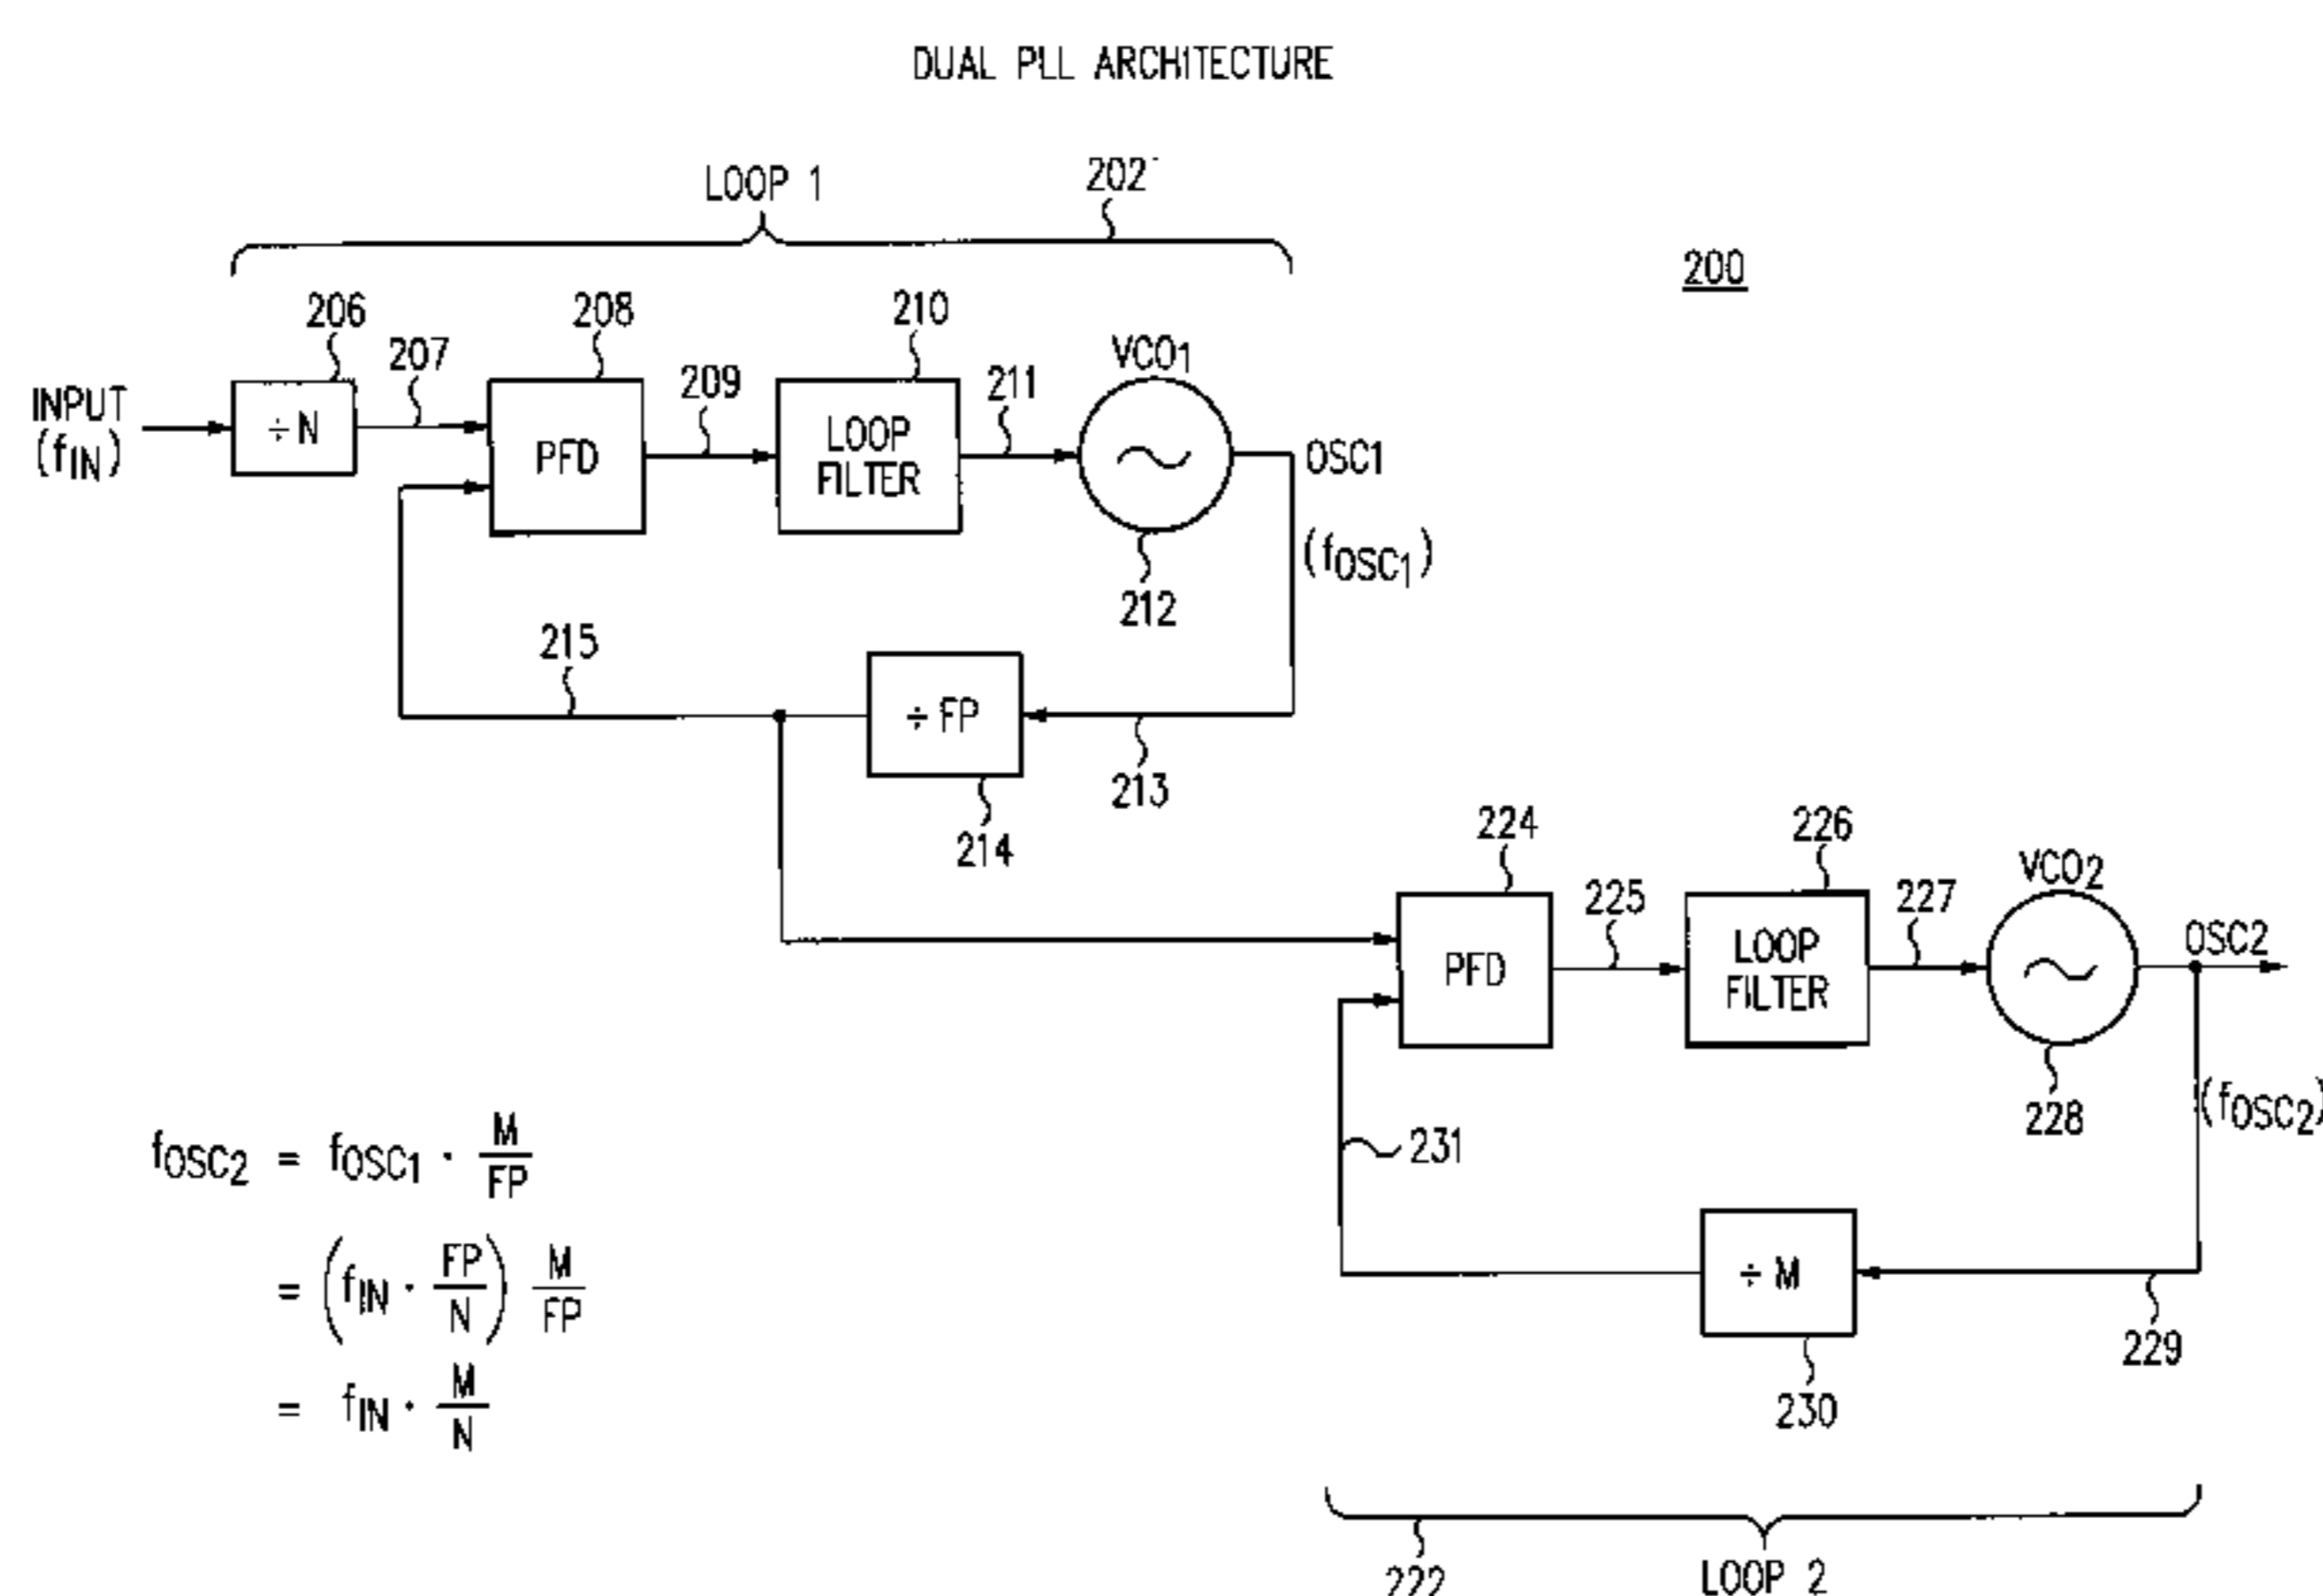 DUAL PLL ARCHITECTURE
LOOP 1
202
200
206
207
208
209
210
211
VCO1
INPUT
(fIN)
÷ N
PFD
LOOP
FILTER
OSC1
(fOSC1)
212
215
÷ FP
213
214
224
225
226
227
VCO2
PFD
LOOP
FILTER
OSC2
228
(fOSC2)
231
÷ M
229
230
fOSC2 = fOSC1 · M/FP
= (fIN · FP/N) M/FP
= fIN · M/N
222
LOOP 2